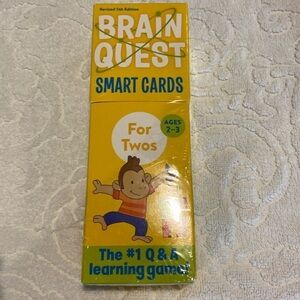 Revised 5th Edition
BRAIN
QUEST
SMART CARDS
For
Twos
AGES
2-3
The #1 Q & A
learning game!